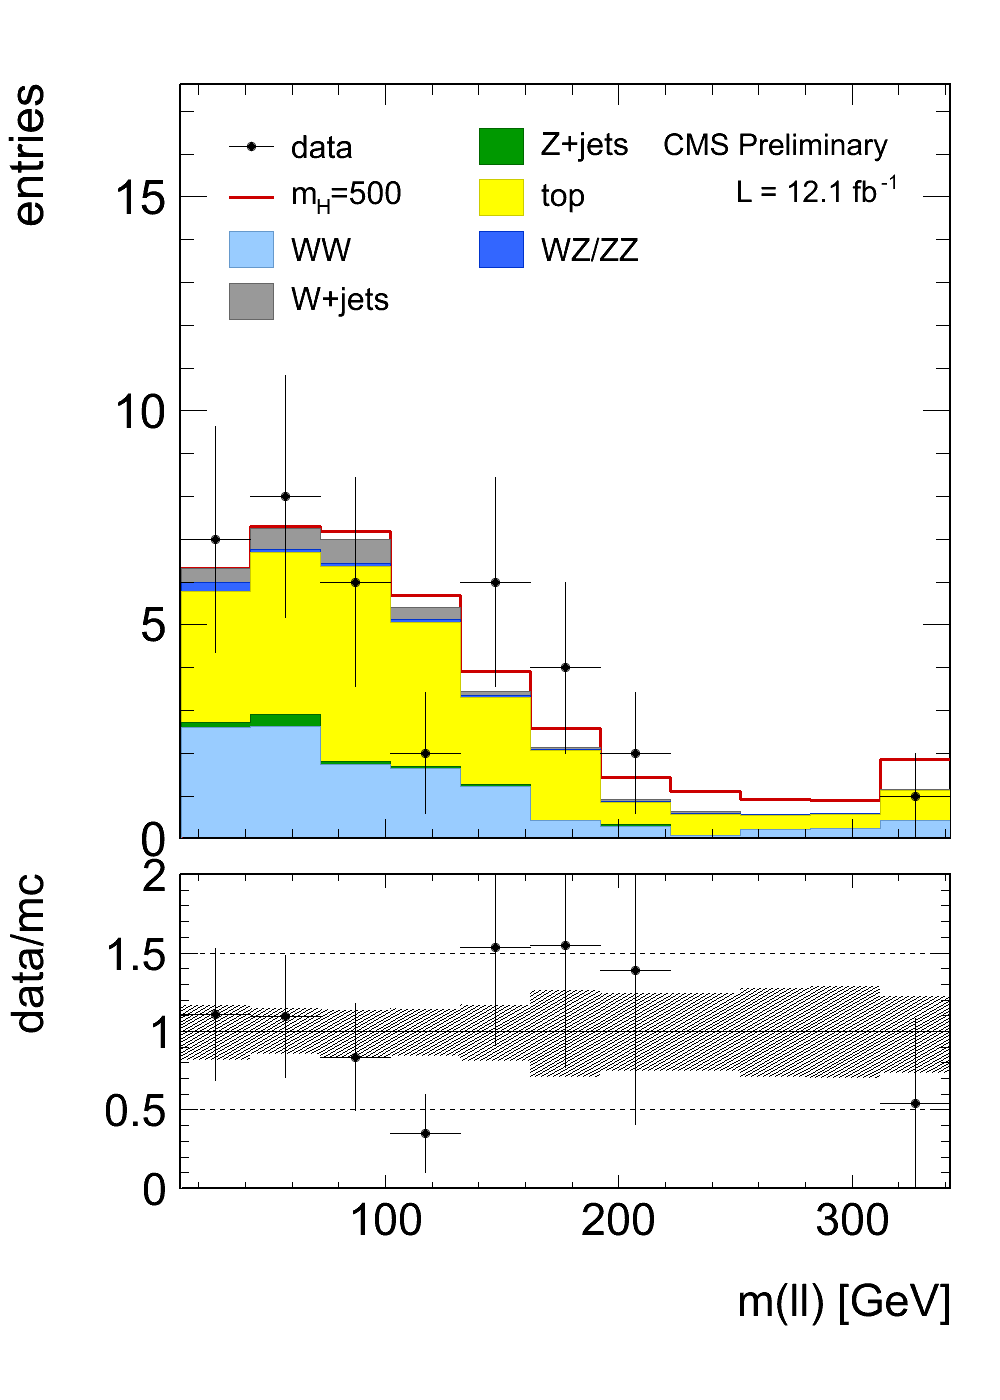 entries
15
10
5
0
data
m_H=500
WW
W+jets
Z+jets
top
WZ/ZZ
CMS Preliminary
L = 12.1 fb⁻¹
data/mc
2
1.5
1
0.5
0
100 200 300
m(ll) [GeV]